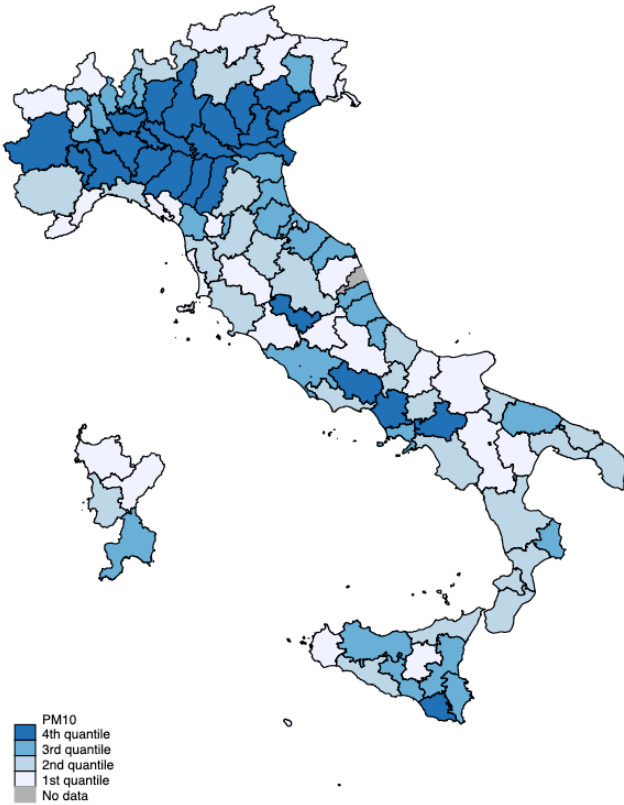 PM10
4th quantile
3rd quantile
2nd quantile
1st quantile
No data